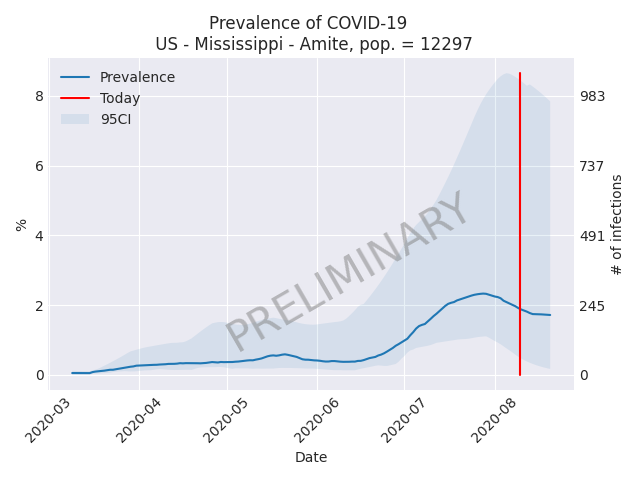 Prevalence of COVID-19
US - Mississippi - Amite, pop. = 12297
Prevalence
Today
95CI
PRELIMINARY
%
8
6
4
2
0
# of infections
983
737
491
245
0
2020-03
2020-04
2020-05
2020-06
2020-07
2020-08
Date